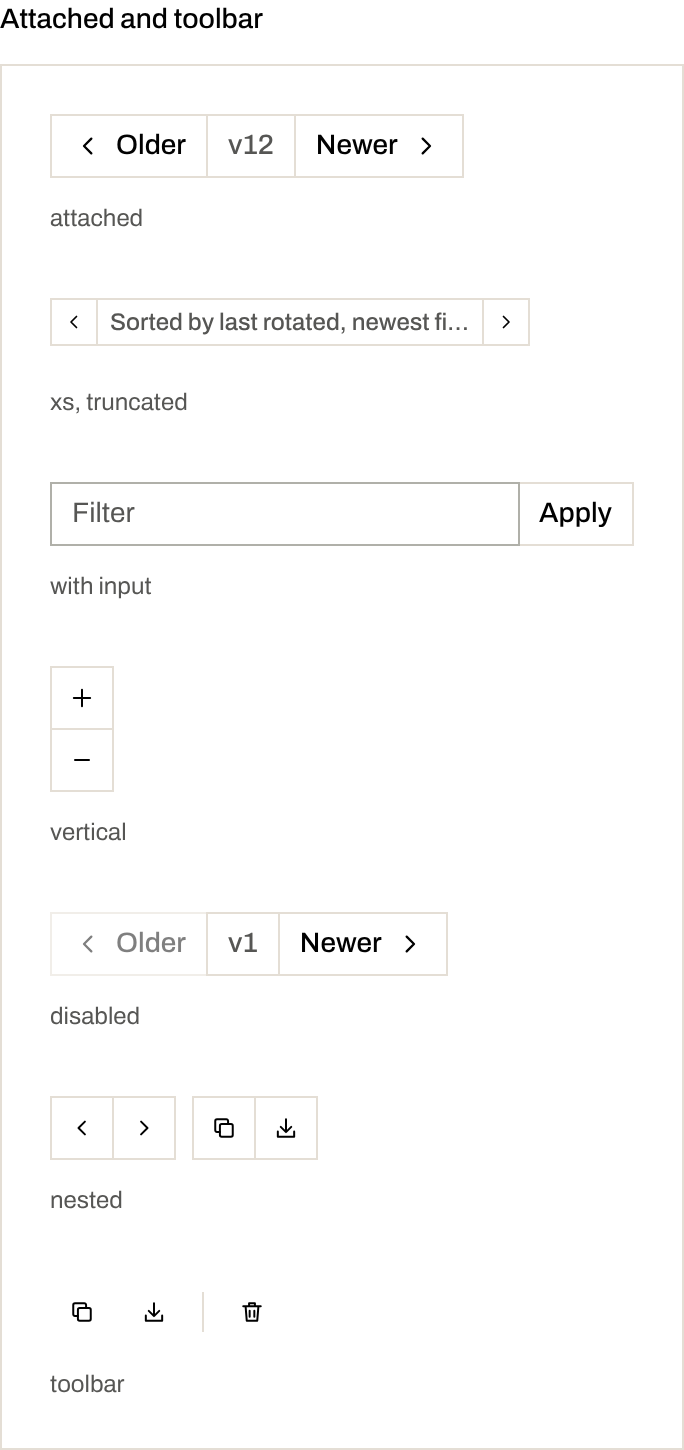 Attached and toolbar
Older v12 Newer
attached
Sorted by last rotated, newest fi...
xs, truncated
Filter Apply
with input
vertical
Older v1 Newer
disabled
nested
toolbar